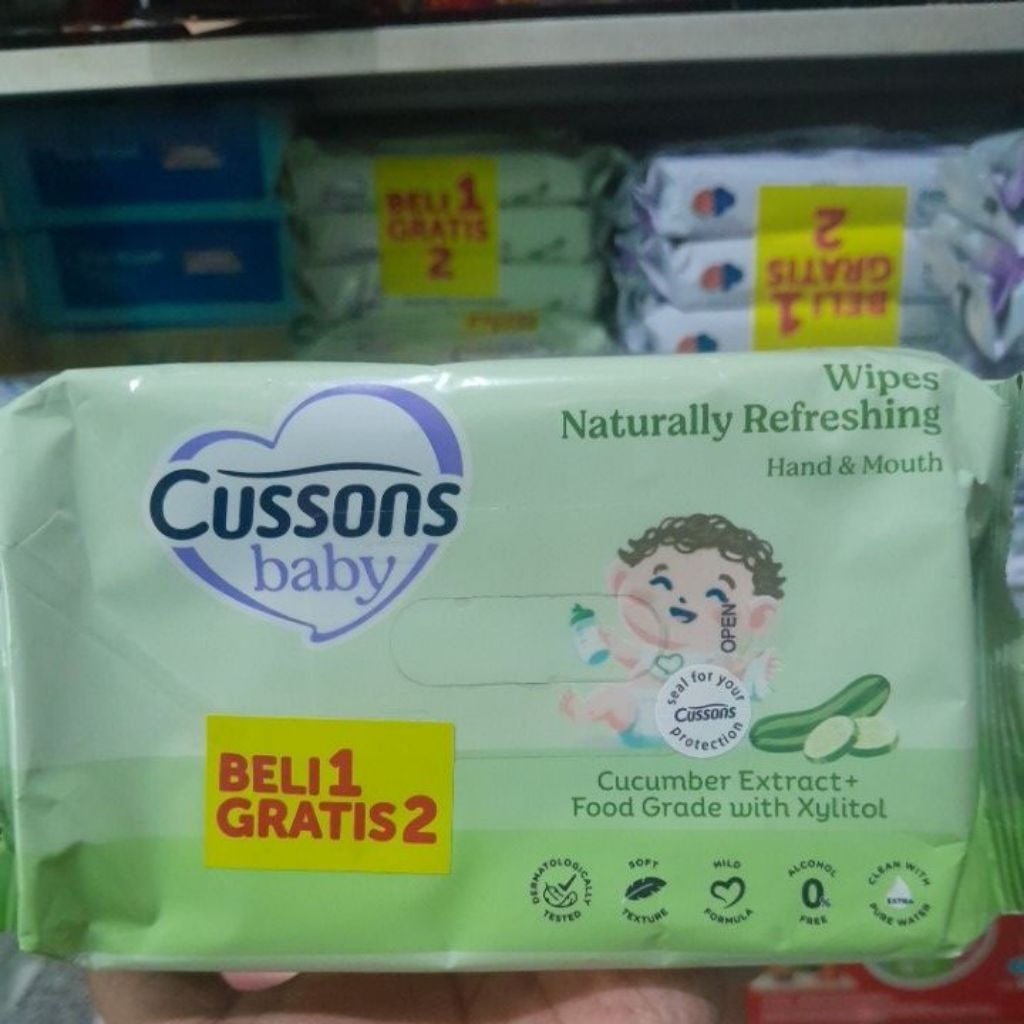 BELI 1
GRATIS
2
BELI 1
GRATIS
2
Wipes
Naturally Refreshing
Hand & Mouth
Cussons
baby
OPEN
seal for your
Cussons
protection
BELI 1
GRATIS 2
Cucumber Extract+
Food Grade with Xylitol
DERMATOLOGICALLY
TESTED
SOFT
TEXTURE
MILD
FORMULA
ALCOHOL
0%
FREE
CLEAN WITH
EXTRA
PURE WATER